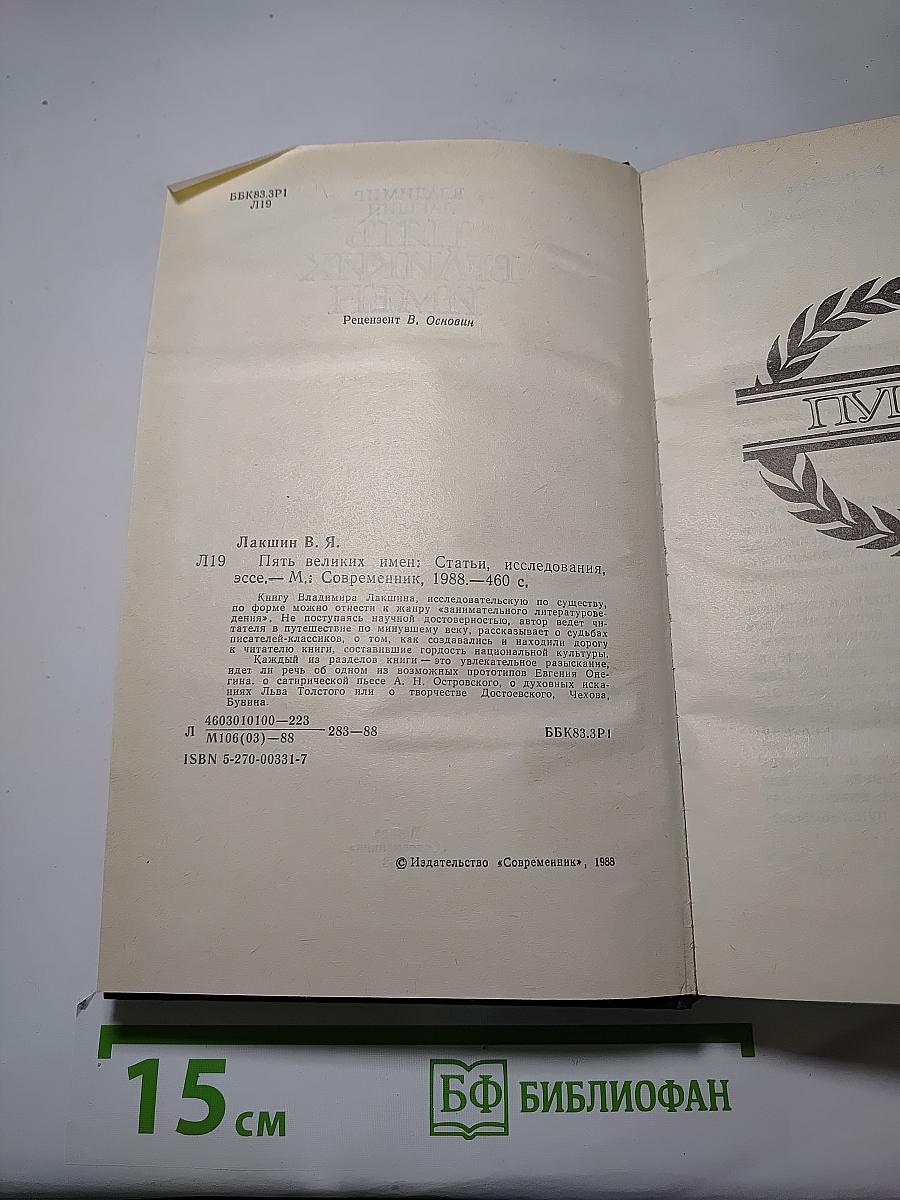 ББК83.3Р1
Л19
Рецензент В. Основин
Лакшин В. Я.
Л19 Пять великих имен: Статьи, исследования,
эссе.— М.: Современник, 1988.—460 с.
Книгу Владимира Лакшина, исследовательскую по существу,
по форме можно отнести к жанру «занимательного литературове-
дения». Не поступаясь научной достоверностью, автор ведет чи-
тателя в путешествие по минувшему веку, рассказывает о судьбах
писателей-классиков, о том, как создавались и находили дорогу
к читателю книги, составившие гордость национальной культуры.
Каждый из разделов книги — это увлекательное разыскание,
идет ли речь об одном из возможных прототипов Евгения Оне-
гина, о сатирической пьесе А. Н. Островского, о духовных иска-
ниях Льва Толстого или о творчестве Достоевского, Чехова,
Бунина.
Л 4603010100—223
М106(03)—88 283—88 ББК83.3Р1
ISBN 5-270-00331-7
© Издательство «Современник», 1988
ПУ
15 см БФ БИБЛИОФАН